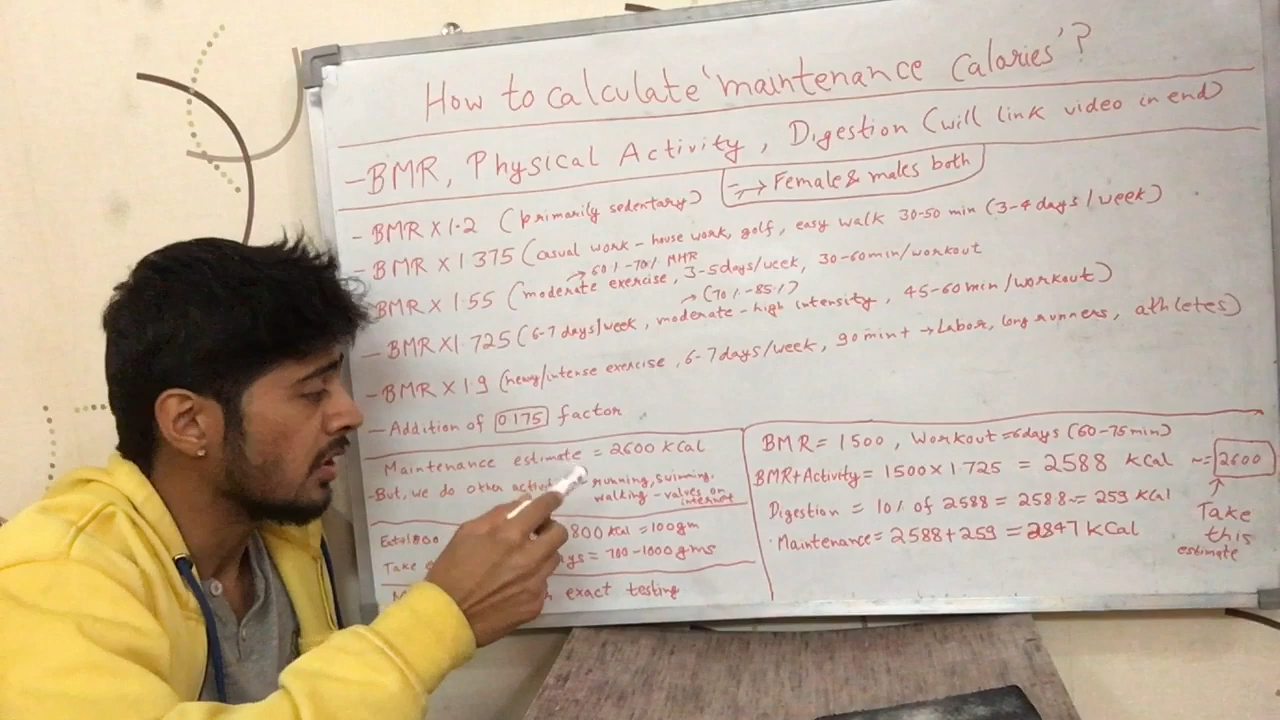 How to calculate 'maintenance calories'?
- BMR, Physical Activity, Digestion (will link video in end)
=>→ Female & males both
- BMR X 1.2 (primarily sedentary)
- BMR X 1.375 (casual work - house work, golf, easy walk 30-50 min (3-4 days/week)
→ 60%-70% MHR
BMR X 1.55 (moderate exercise, 3-5 days/week, 30-60 min/workout
→ (70%-85%)
- BMR X 1.725 (6-7 days/week, moderate-high intensity, 45-60 min/workout)
- BMR X 1.9 (heavy/intense exercise, 6-7 days/week, 90 min+ → Labor, long runners, athletes)
- Addition of 0.175 factor
Maintenance estimate = 2600 kCal
- But, we do other running, swimming,
walking - values on
internet
Eat 800 kCal = 100gm
Take = 700-1000 gms
exact testing
BMR = 1500, Workout = 6 days (60-75 min)
BMR + Activity = 1500 x 1.725 = 2588 kCal ~= 2600
Digestion = 10% of 2588 = 258.8 ~= 259 kCal
· Maintenance = 2588 + 259 = 2847 kCal
Take
this
estimate